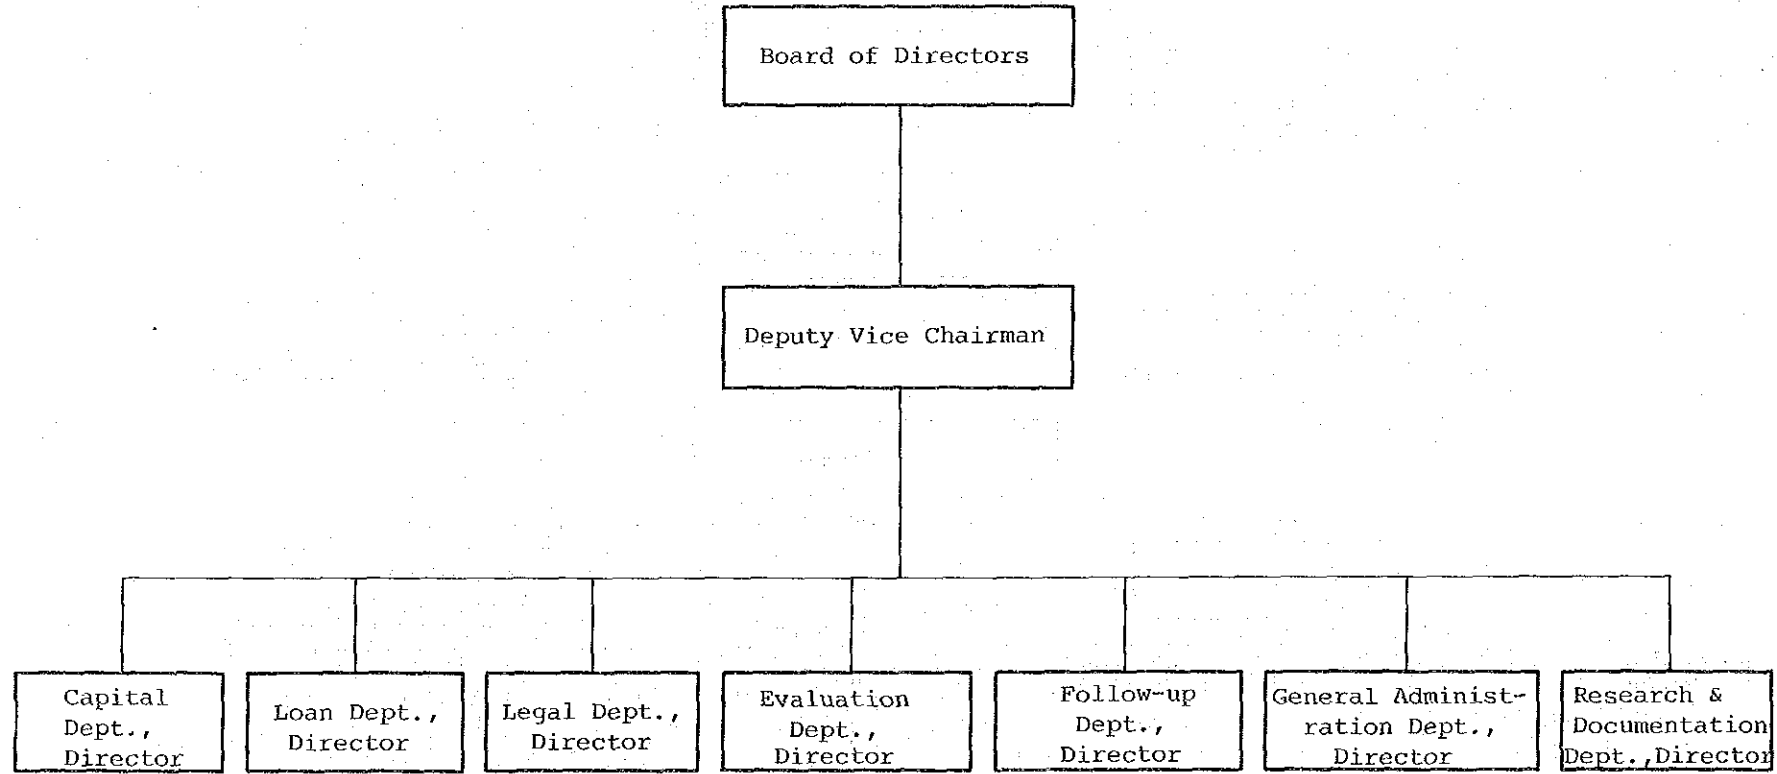 Board of Directors
Deputy Vice Chairman
Capital
Dept.,
Director
Loan Dept.,
Director
Legal Dept.,
Director
Evaluation
Dept.,
Director
Follow-up
Dept.,
Director
General Administ-
ration Dept.,
Director
Research &
Documentation
Dept.,Director